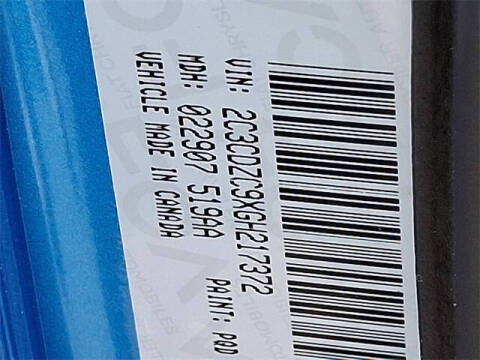 VIN: 2C3CDZC9XGH217372
MDH: 022907 519AA PAINT: PQD
VEHICLE MADE IN CANADA